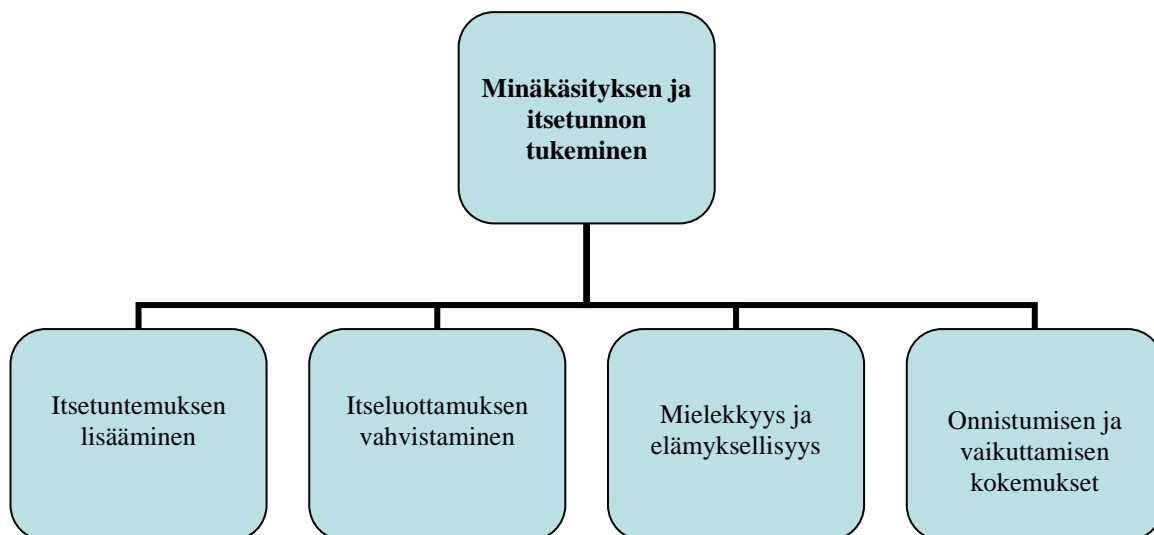 Minäkäsityksen ja
itsetunnon
tukeminen
Itsetuntemuksen
lisääminen
Itseluottamuksen
vahvistaminen
Mielekkyys ja
elämyksellisyys
Onnistumisen ja
vaikuttamisen
kokemukset